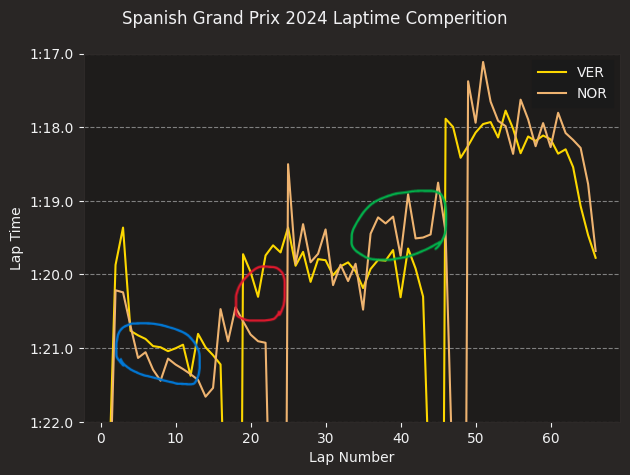 Spanish Grand Prix 2024 Laptime Comperition
1:17.0
1:18.0
1:19.0
1:20.0
1:21.0
1:22.0
Lap Time
VER
NOR
0 10 20 30 40 50 60
Lap Number